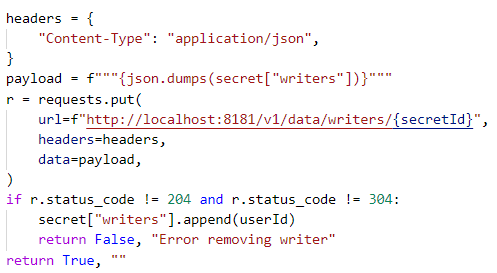 headers = {
    "Content-Type": "application/json",
}
payload = f"""{json.dumps(secret["writers"])}"""
r = requests.put(
    url=f"http://localhost:8181/v1/data/writers/{secretId}",
    headers=headers,
    data=payload,
)
if r.status_code != 204 and r.status_code != 304:
    secret["writers"].append(userId)
    return False, "Error removing writer"
return True, ""